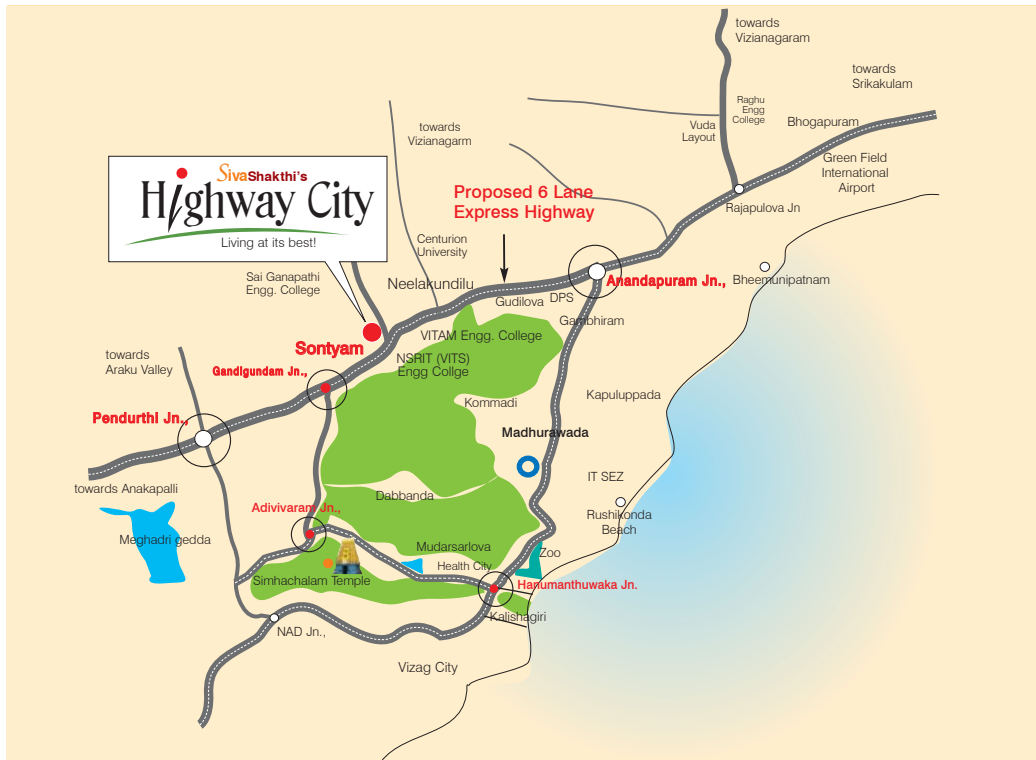 towards
Vizianagaram
towards
Srikakulam
Raghu
Engg
College
Bhogapuram
Vuda
Layout
towards
Vizianagarm
Green Field
International
Airport
SivaShakthi's
Highway City
Living at its best!
Proposed 6 Lane
Express Highway
Rajapulova Jn
Centurion
University
Sai Ganapathi
Engg. College
Neelakundilu
Anandapuram Jn.,
Bheemunipatnam
Gudilova
DPS
Gambhiram
VITAM Engg. College
Sontyam
NSRIT (VITS)
Engg Collge
towards
Araku Valley
Gandigundam Jn.,
Kapuluppada
Kommadi
Pendurthi Jn.,
Madhurawada
IT SEZ
towards Anakapalli
Dabbanda
Adivivaram Jn.,
Rushikonda
Beach
Meghadri gedda
Mudarsarlova
Zoo
Health City
Simhachalam Temple
Hanumanthuwaka Jn.
Kalishagiri
NAD Jn.,
Vizag City